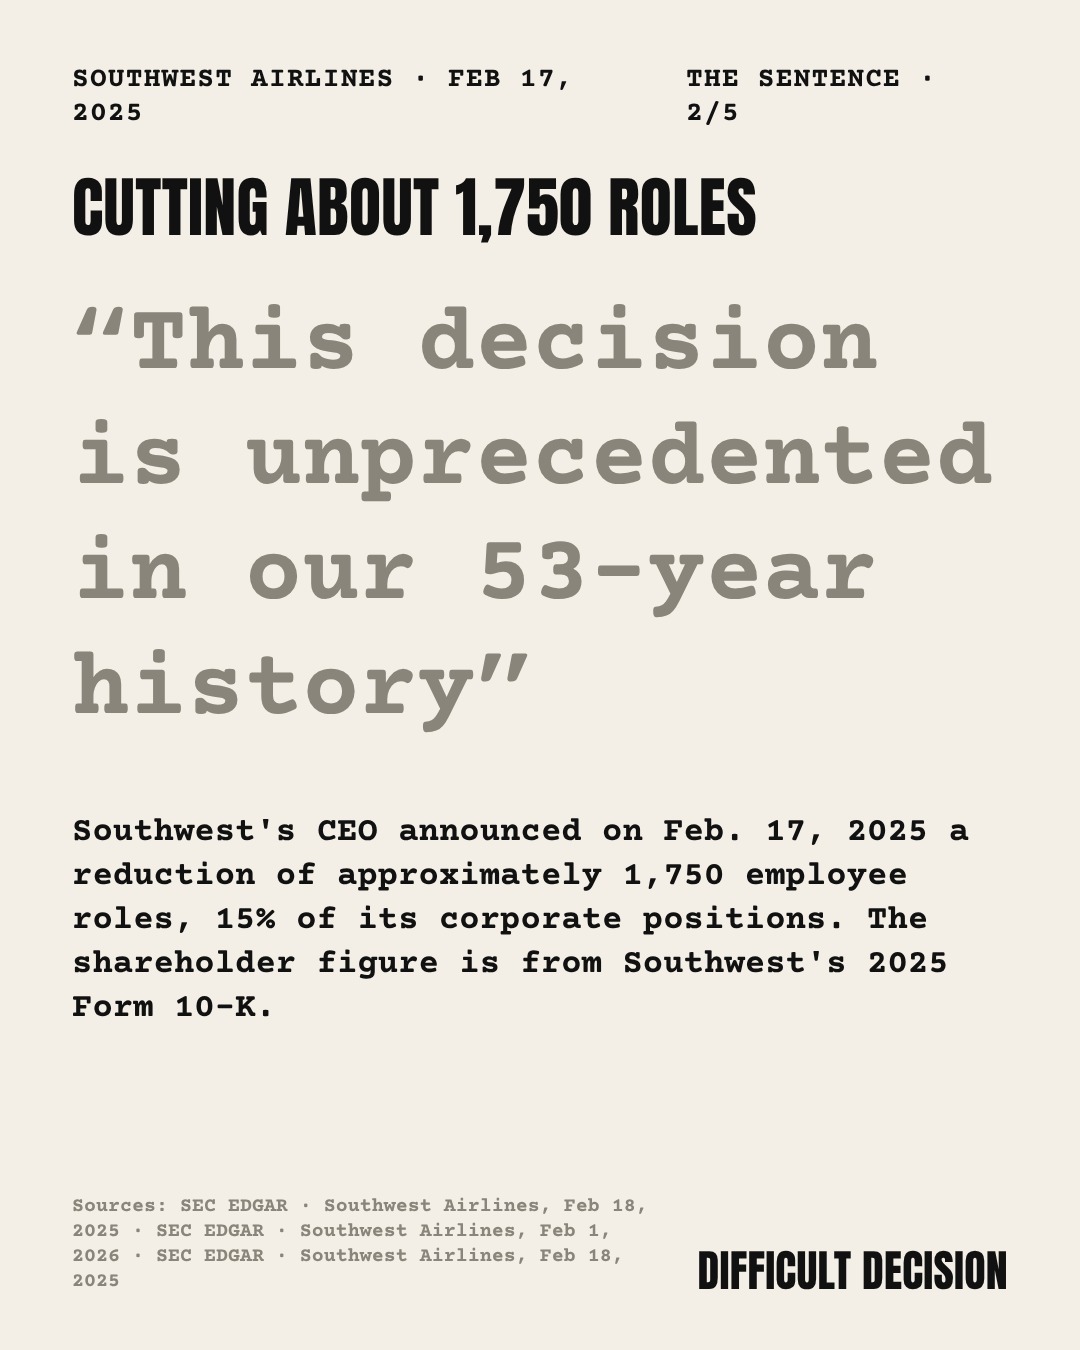 SOUTHWEST AIRLINES · FEB 17,
2025
THE SENTENCE ·
2/5
CUTTING ABOUT 1,750 ROLES
“This decision
is unprecedented
in our 53-year
history”
Southwest's CEO announced on Feb. 17, 2025 a
reduction of approximately 1,750 employee
roles, 15% of its corporate positions. The
shareholder figure is from Southwest's 2025
Form 10-K.
Sources: SEC EDGAR · Southwest Airlines, Feb 18,
2025 · SEC EDGAR · Southwest Airlines, Feb 1,
2026 · SEC EDGAR · Southwest Airlines, Feb 18,
2025
DIFFICULT DECISION